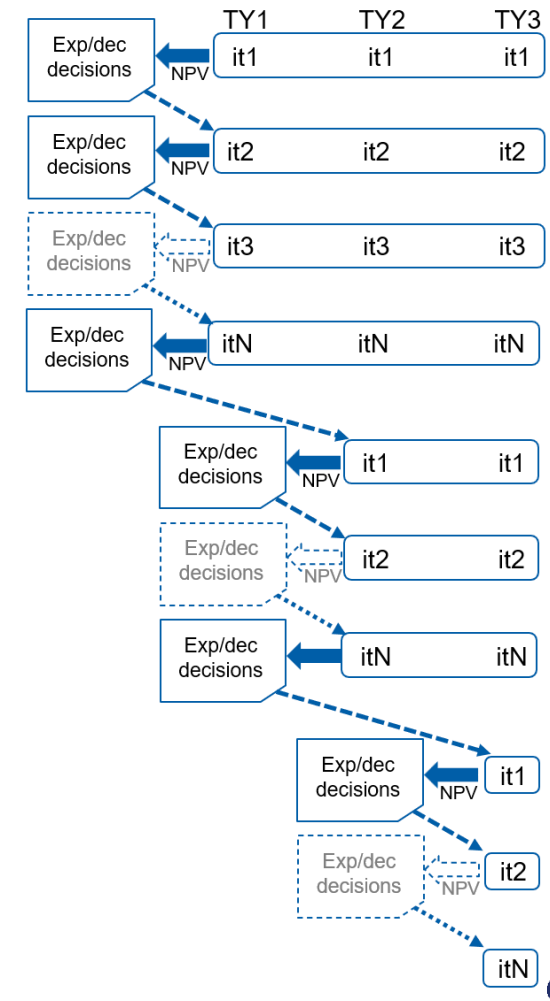 TY1 TY2 TY3
Exp/dec
decisions
NPV
it1 it1 it1
Exp/dec
decisions
NPV
it2 it2 it2
Exp/dec
decisions
NPV
it3 it3 it3
Exp/dec
decisions
NPV
itN itN itN
Exp/dec
decisions
NPV
it1 it1
Exp/dec
decisions
NPV
it2 it2
Exp/dec
decisions
itN itN
Exp/dec
decisions
NPV
it1
Exp/dec
decisions
NPV
it2
itN